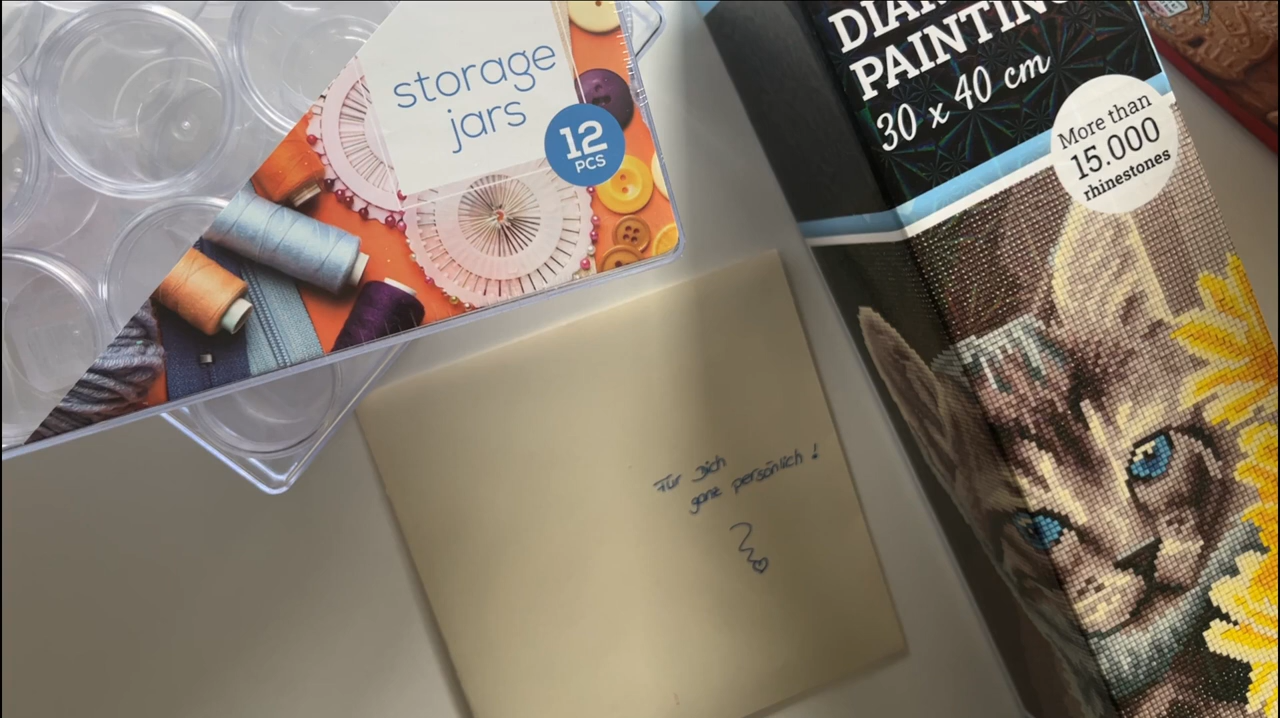 storage
jars
12
PCS
PAINTING
30 x 40 cm
More than
15.000
rhinestones
Für Dich
ganz persönlich!